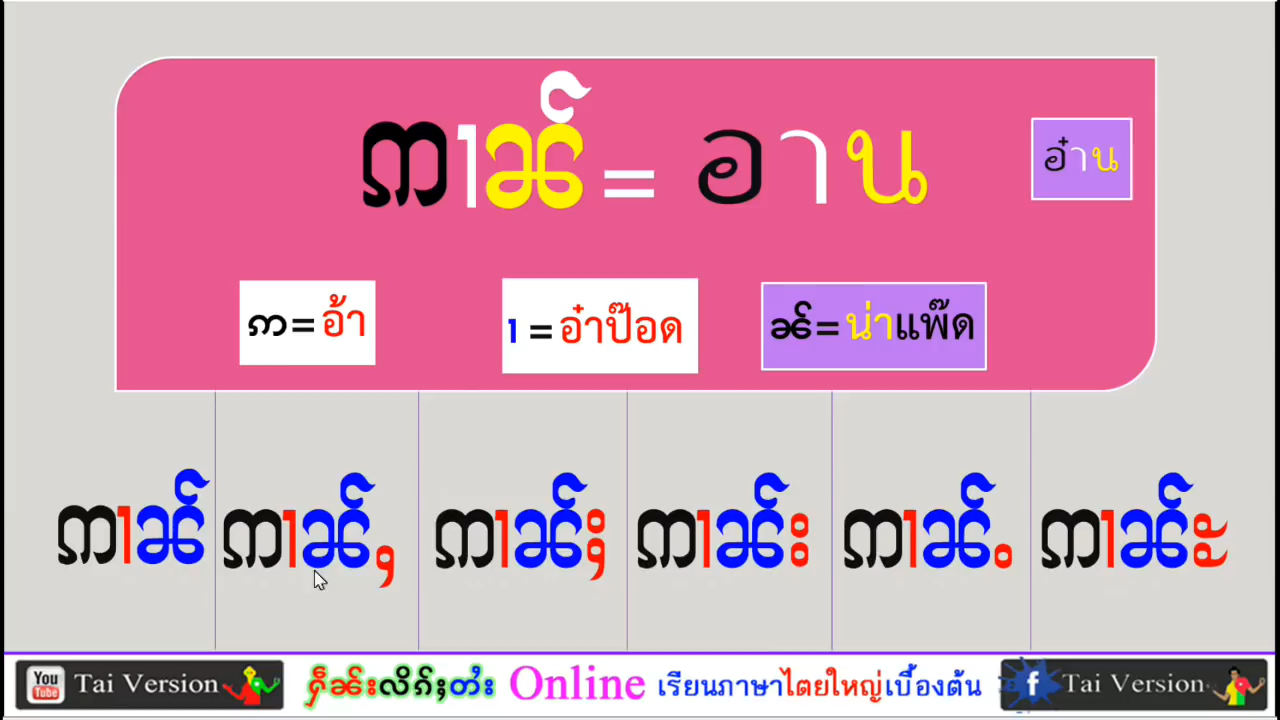 ဢၢၼ် = อาน
อ๋าน
ဢ = อ้า
ၢ = อำป๊อด
ၼ် = น่าแพ๊ด
ဢၢၼ် ဢၢၼ်ႇ ဢၢၼ်ႈ ဢၢၼ်း ဢၢၼ်. ဢၢၼ်ႊ
You Tube Tai Version ႁဵၼ်းလိၵ်ႈတႆး Online เรียนภาษาไตยใหญ่เบื้องต้น f Tai Version